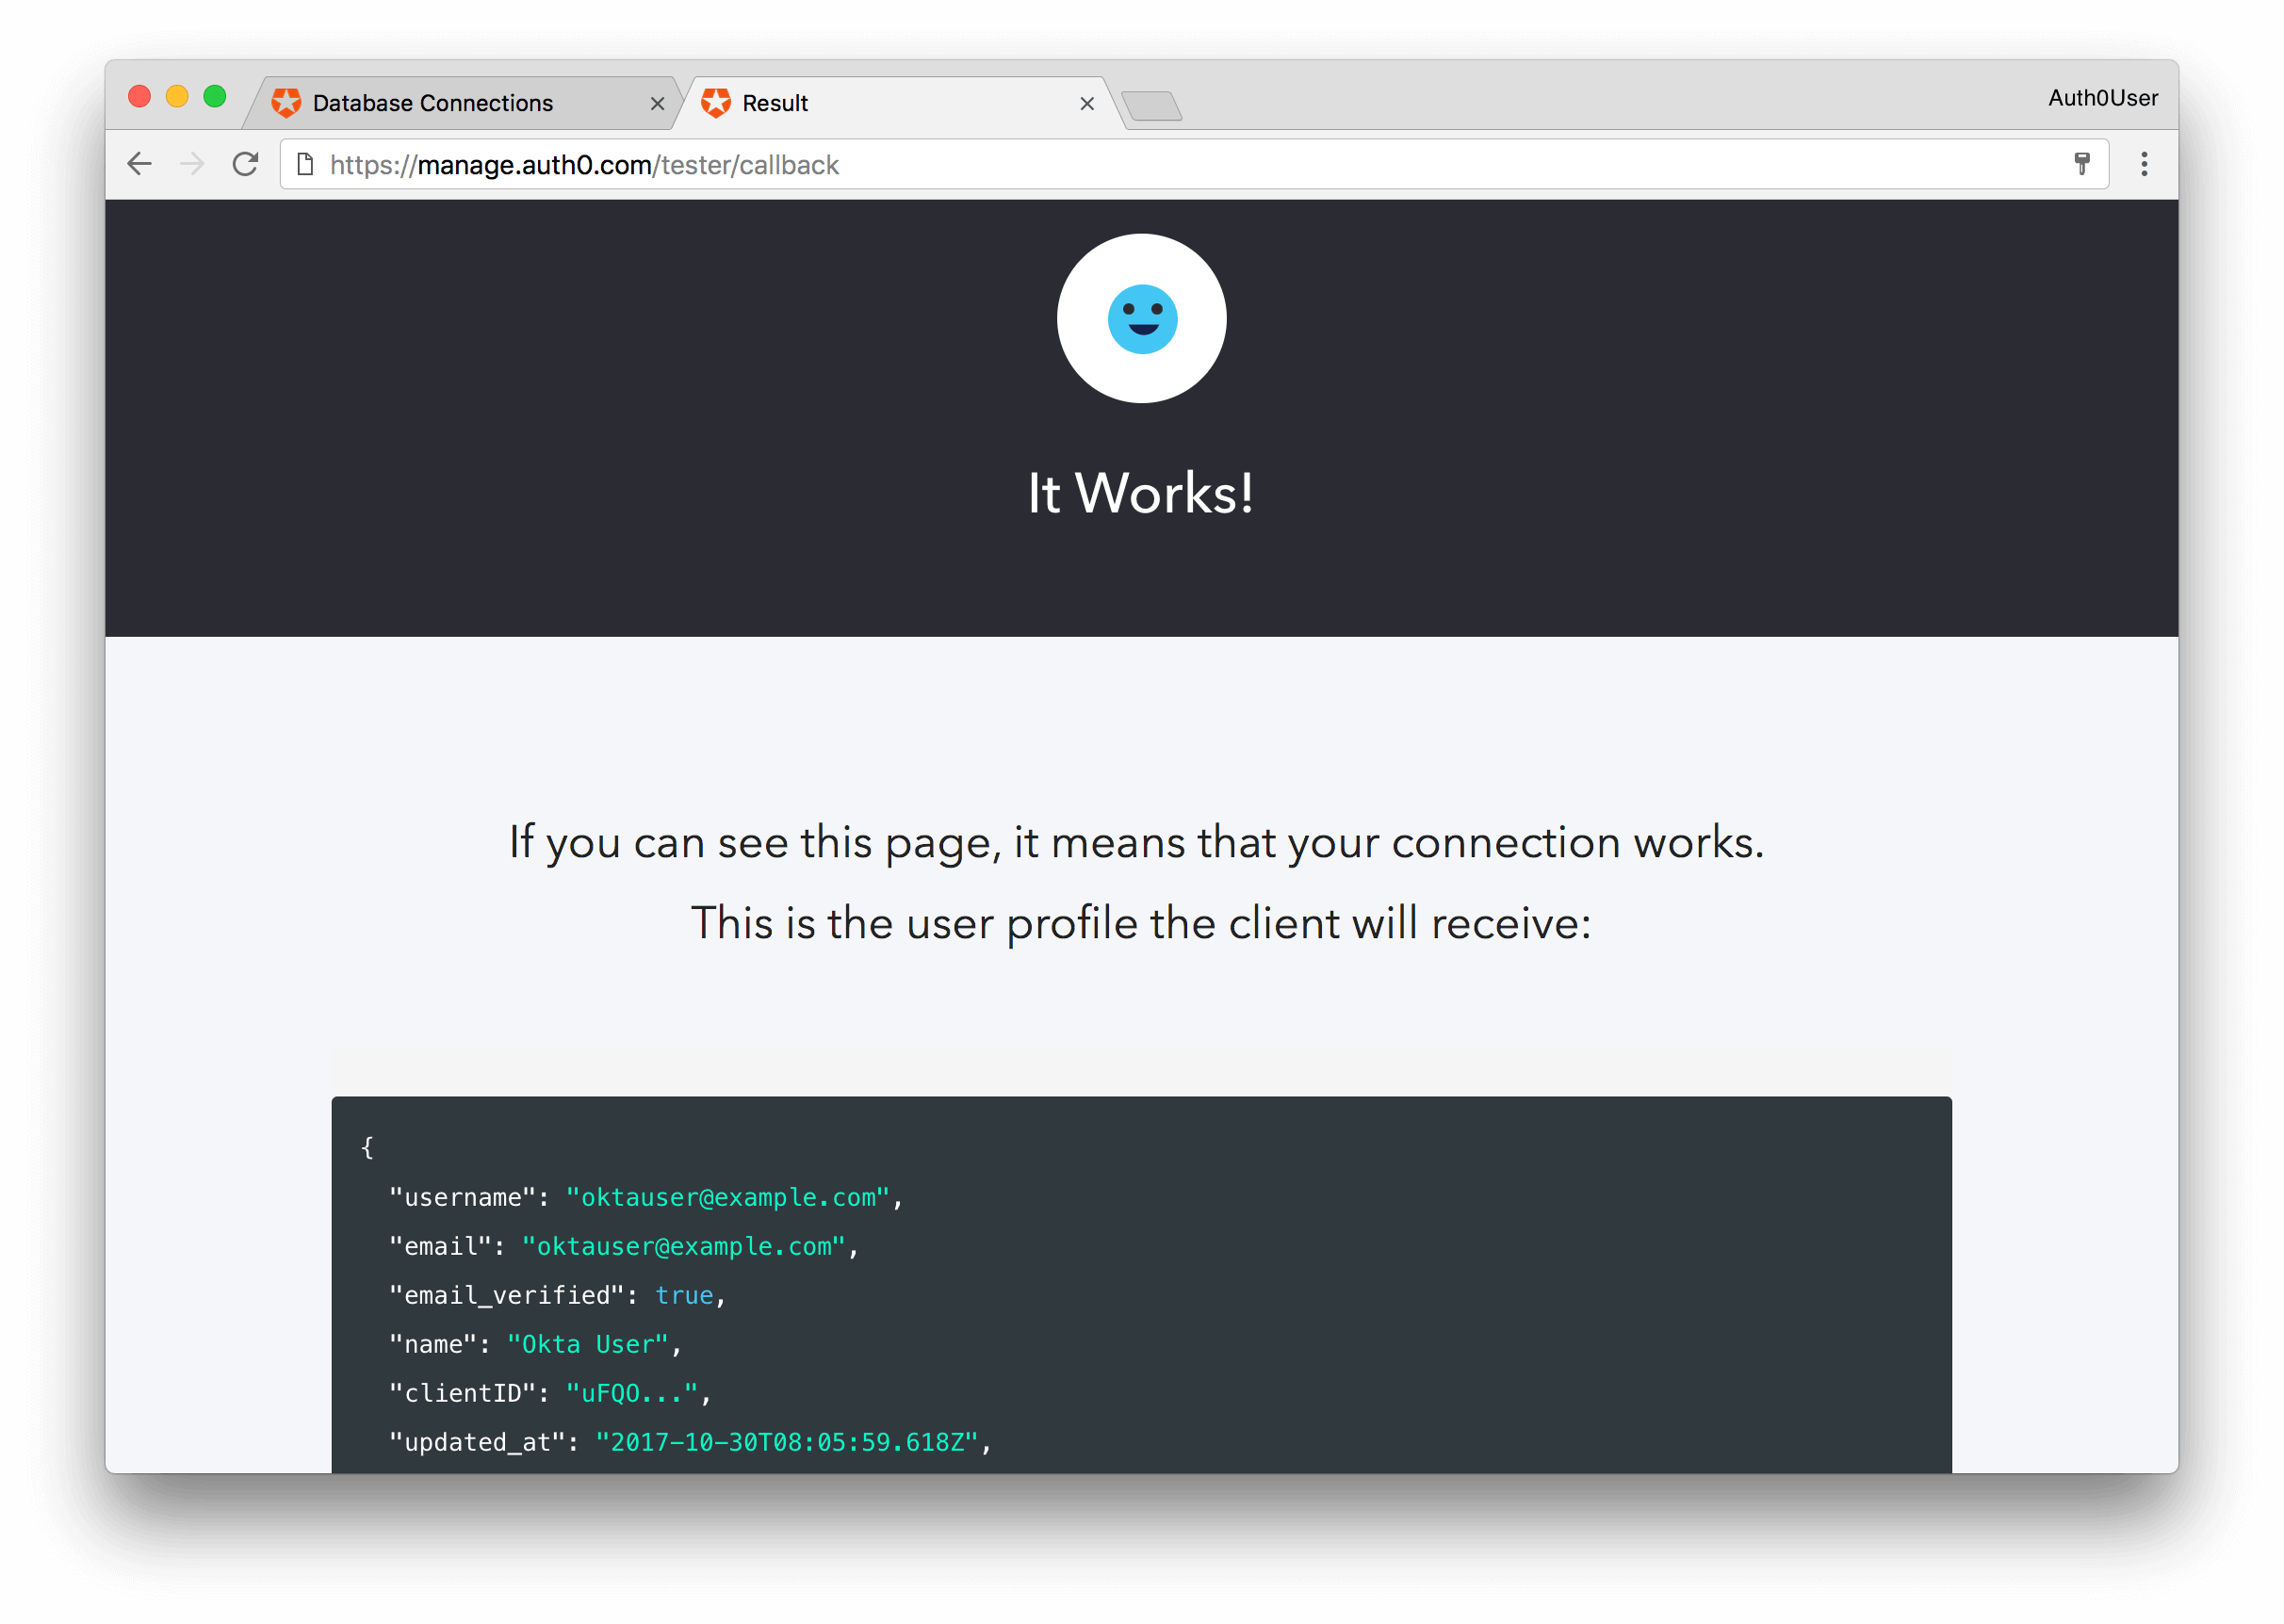 Database Connections
Result
Auth0User
https://manage.auth0.com/tester/callback
It Works!
If you can see this page, it means that your connection works.
This is the user profile the client will receive:
{
"username": "oktauser@example.com",
"email": "oktauser@example.com",
"email_verified": true,
"name": "Okta User",
"clientID": "uFQO...",
"updated_at": "2017-10-30T08:05:59.618Z",